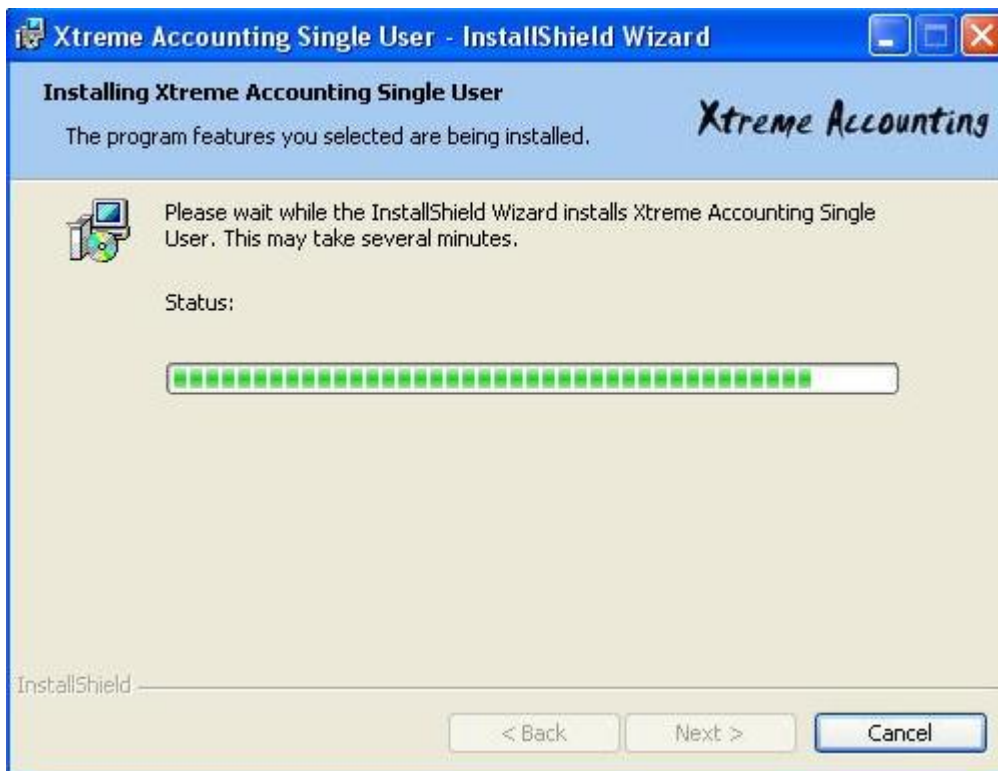 Xtreme Accounting Single User - InstallShield Wizard
Installing Xtreme Accounting Single User
The program features you selected are being installed.
Xtreme Accounting
Please wait while the InstallShield Wizard installs Xtreme Accounting Single
User. This may take several minutes.
Status:
InstallShield
< Back Next > Cancel